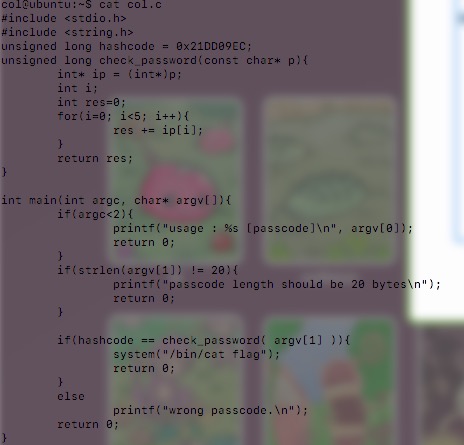 col@ubuntu:~$ cat col.c
#include <stdio.h>
#include <string.h>
unsigned long hashcode = 0x21DD09EC;
unsigned long check_password(const char* p){
        int* ip = (int*)p;
        int i;
        int res=0;
        for(i=0; i<5; i++){
                res += ip[i];
        }
        return res;
}

int main(int argc, char* argv[]){
        if(argc<2){
                printf("usage : %s [passcode]\n", argv[0]);
                return 0;
        }
        if(strlen(argv[1]) != 20){
                printf("passcode length should be 20 bytes\n");
                return 0;
        }

        if(hashcode == check_password( argv[1] )){
                system("/bin/cat flag");
                return 0;
        }
        else
                printf("wrong passcode.\n");
        return 0;
}